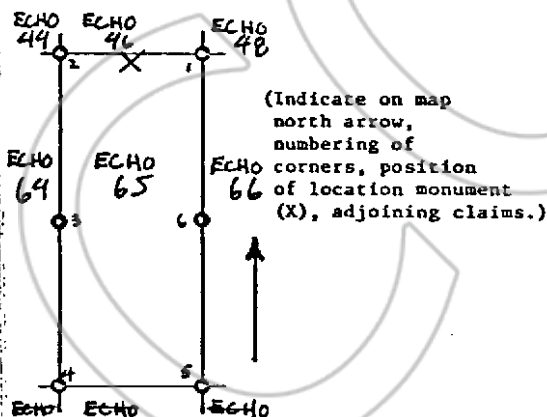 ECHO ECHO ECHO
44 46 48
2 1
(Indicate on map
north arrow,
numbering of
ECHO ECHO ECHO corners, position
64 65 66 of location monument
(X), adjoining claims.)
3 6
4 5
ECHO ECHO ECHO